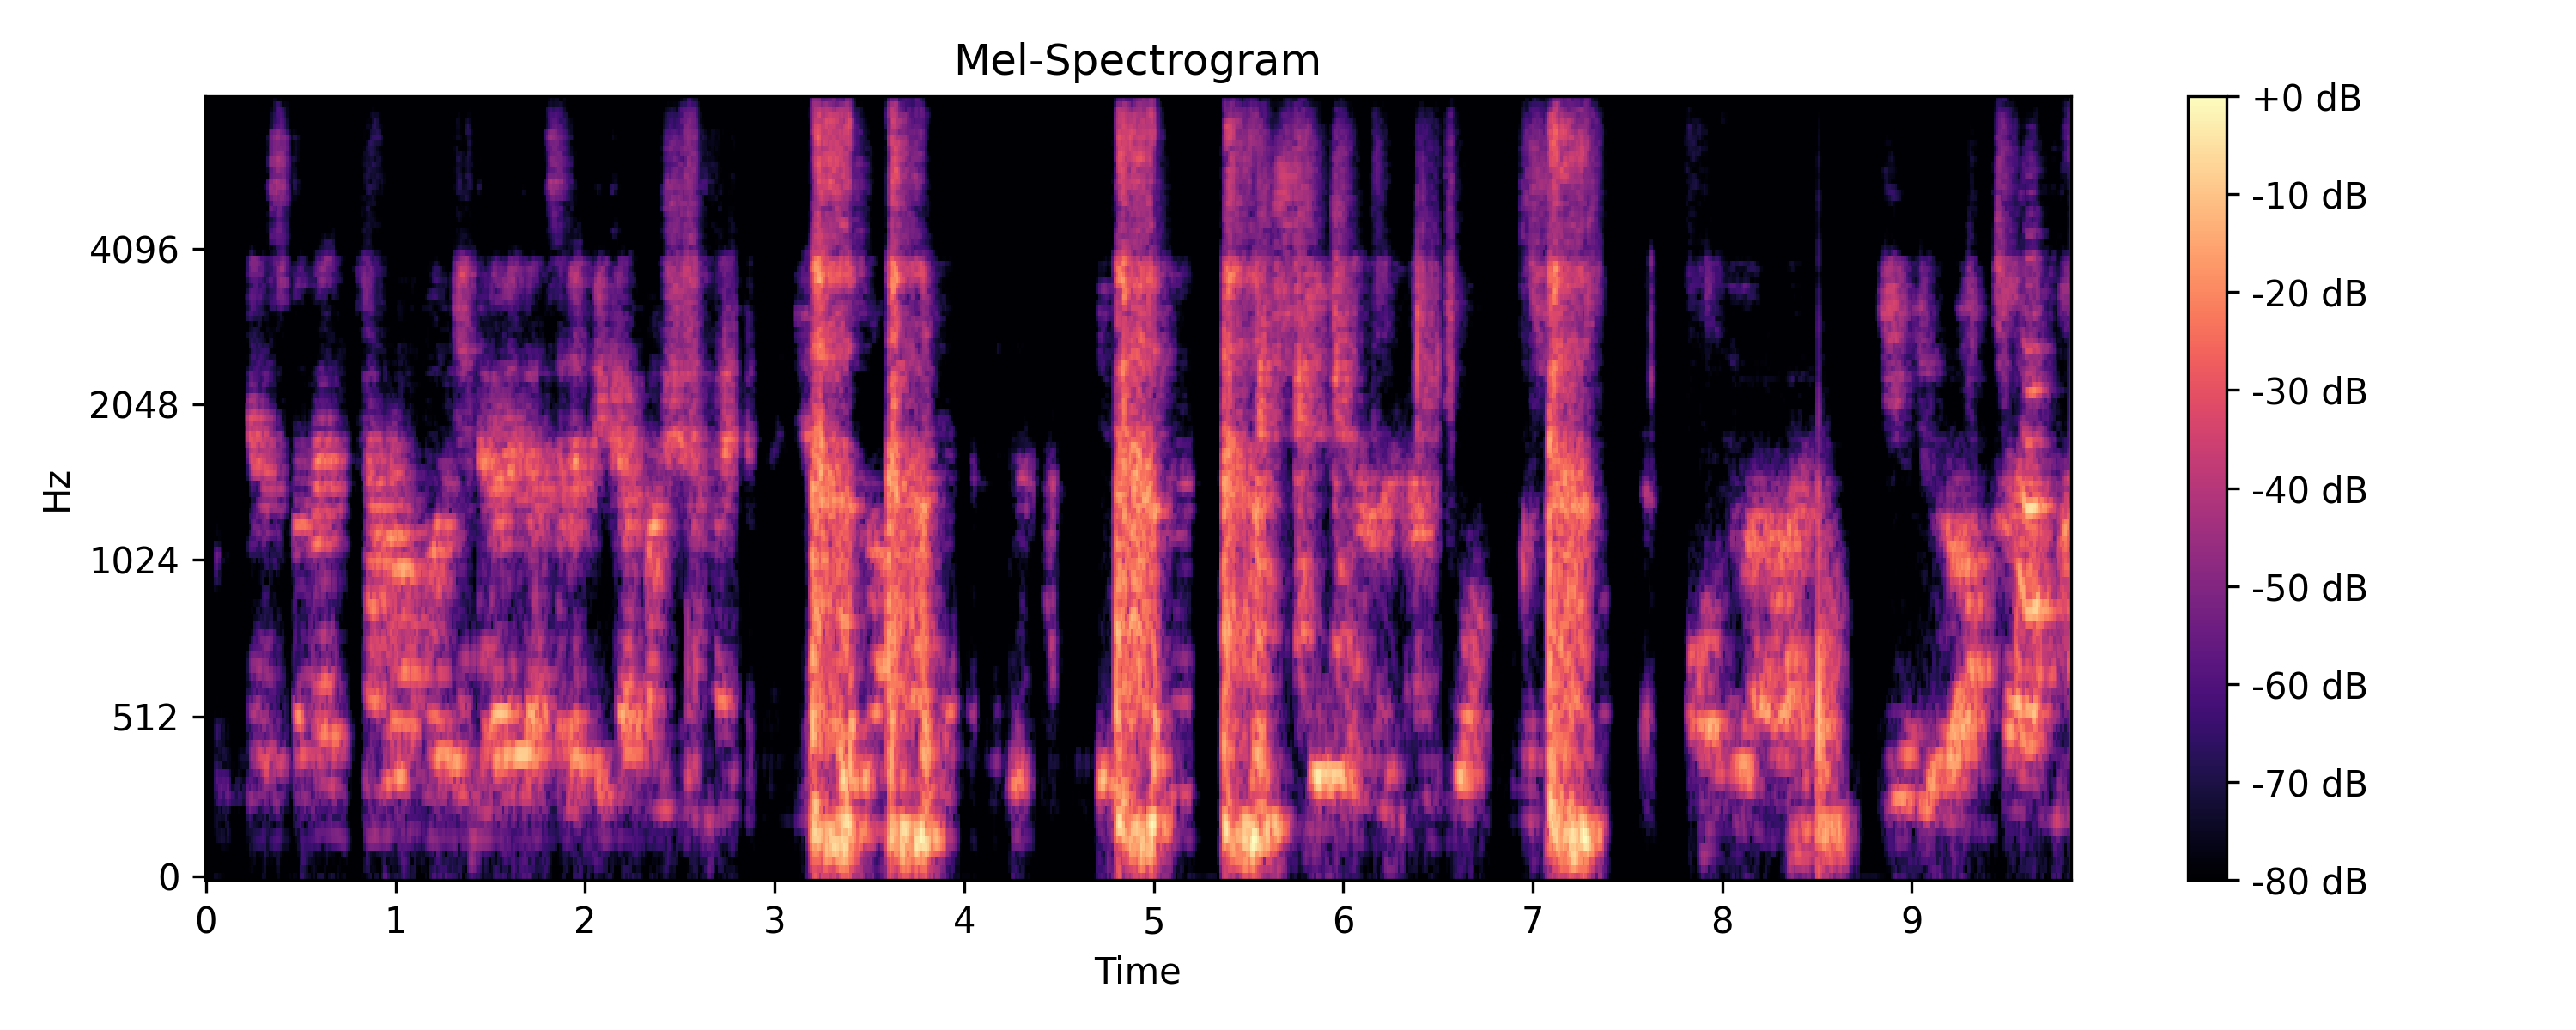 Mel-Spectrogram
+0 dB
-10 dB
-20 dB
-30 dB
-40 dB
-50 dB
-60 dB
-70 dB
-80 dB
Hz
4096
2048
1024
512
0
0 1 2 3 4 5 6 7 8 9
Time